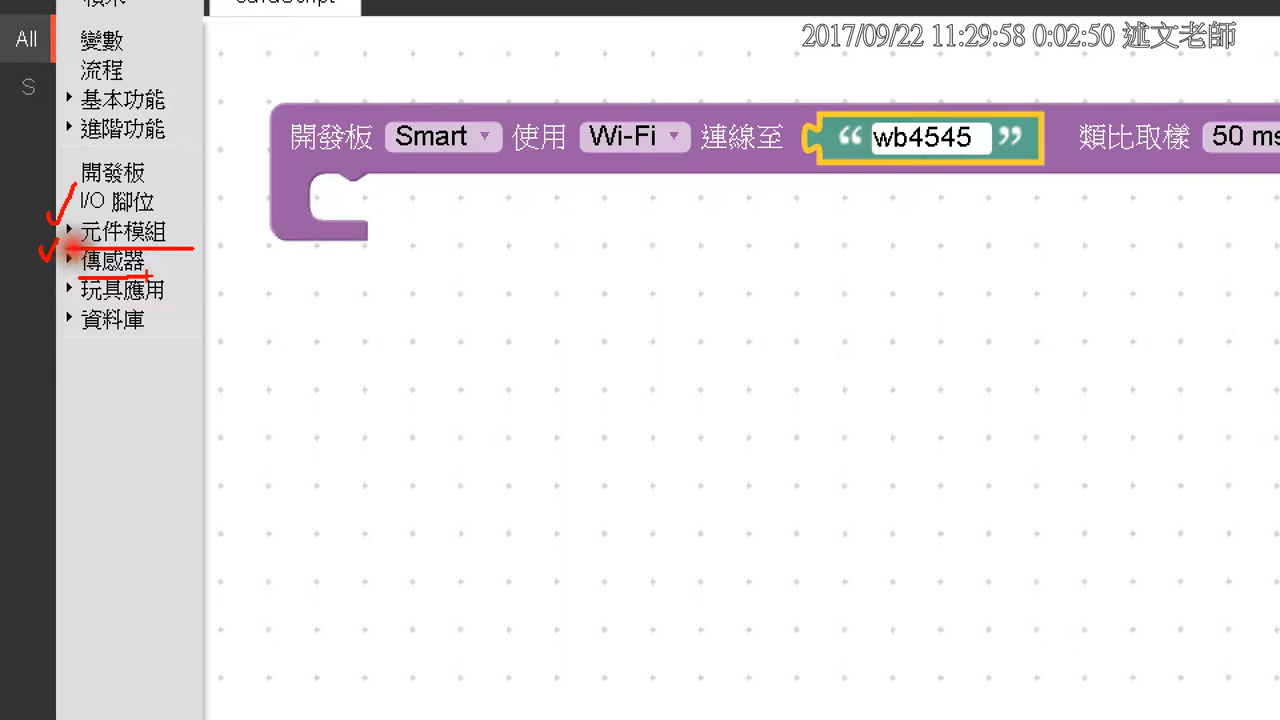 積木
JavaScript
2017/09/22 11:29:58 0:02:50 述文老師
All
S
變數
流程
基本功能
進階功能
開發板
I/O 腳位
元件模組
傳感器
玩具應用
資料庫
開發板 Smart 使用 Wi-Fi 連線至 “ wb4545 ” 類比取樣 50 ms